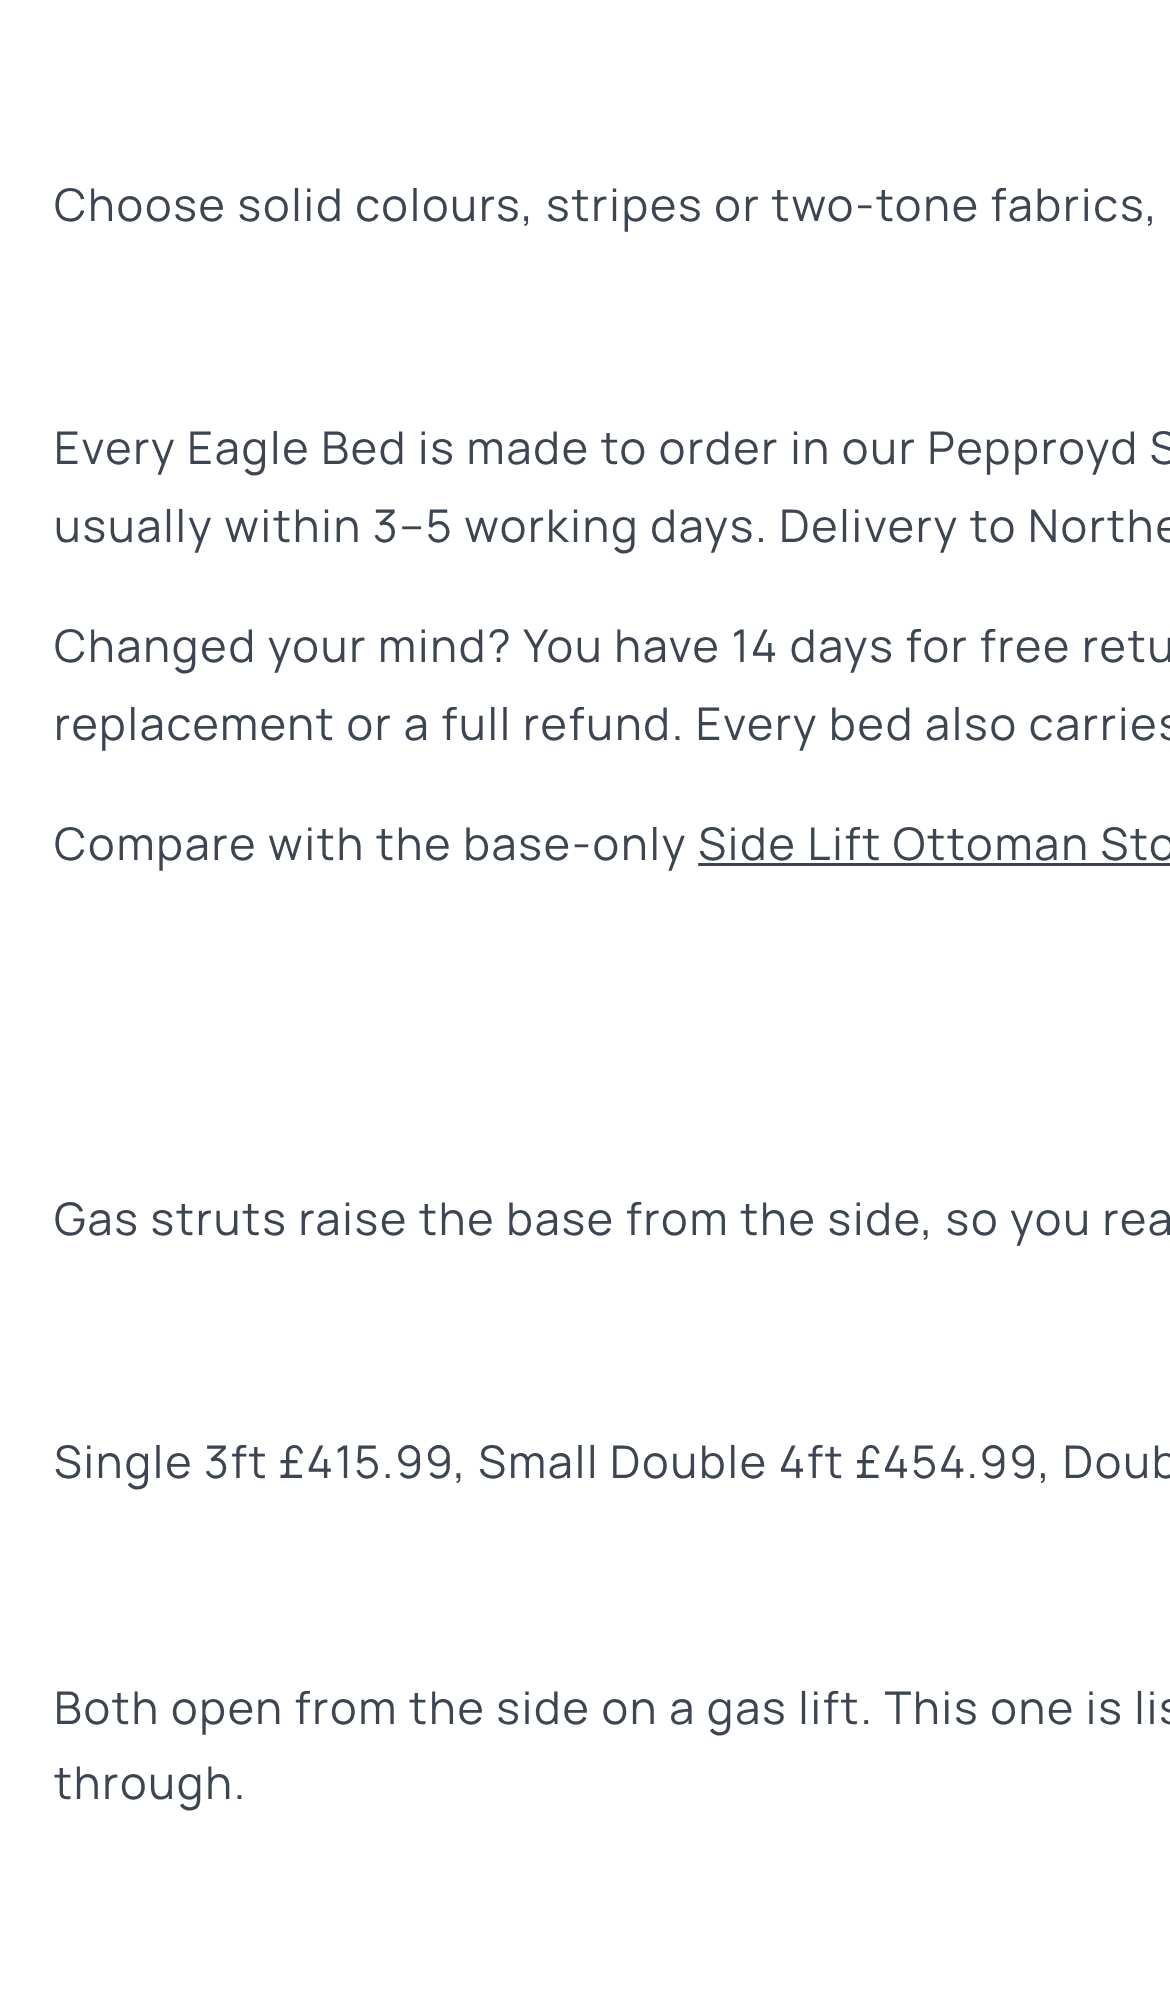 Choose solid colours, stripes or two-tone fabrics,
Every Eagle Bed is made to order in our Pepproyd
usually within 3–5 working days. Delivery to
Changed your mind? You have 14 days for free
replacement or a full refund. Every bed also carries
Compare with the base-only Side Lift Ottoman
Gas struts raise the base from the side, so you
Single 3ft £415.99, Small Double 4ft £454.99,
Both open from the side on a gas lift. This one is
through.